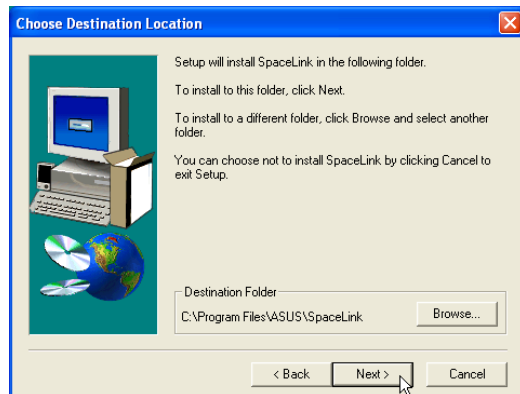 Choose Destination Location
Setup will install SpaceLink in the following folder.
To install to this folder, click Next.
To install to a different folder, click Browse and select another
folder.
You can choose not to install SpaceLink by clicking Cancel to
exit Setup.
Destination Folder
C:\Program Files\ASUS\SpaceLink
Browse...
< Back
Next >
Cancel